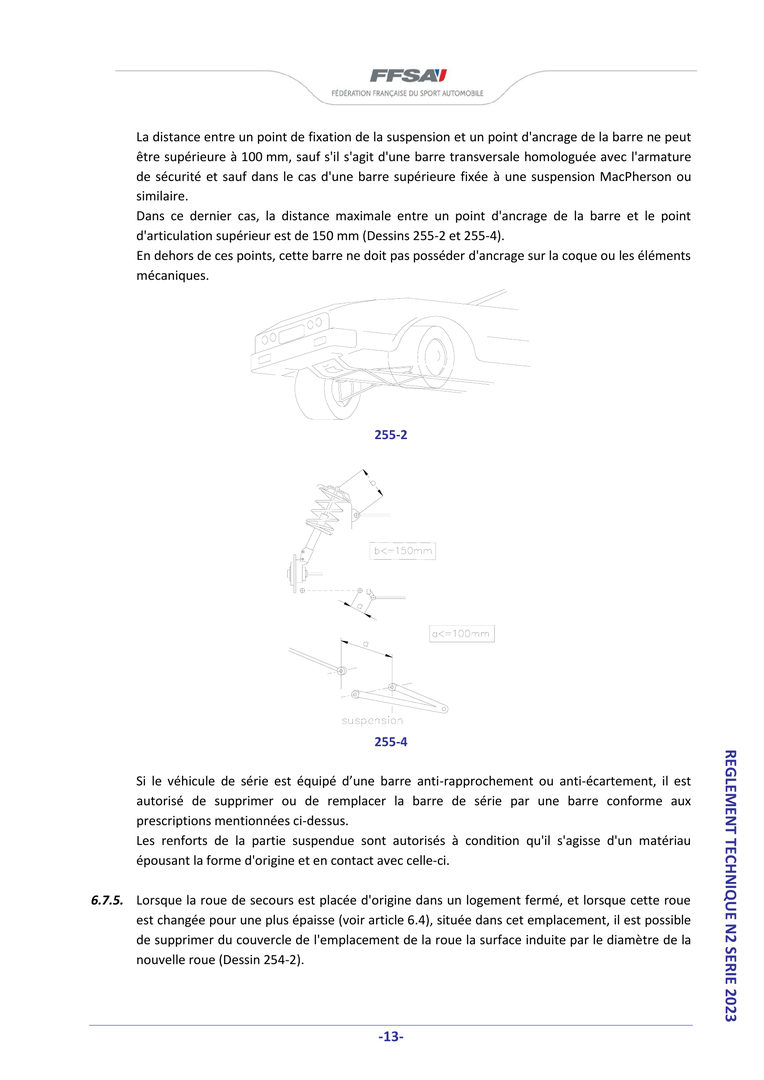 FFSA
FÉDÉRATION FRANÇAISE DU SPORT AUTOMOBILE
La distance entre un point de fixation de la suspension et un point d'ancrage de la barre ne peut
être supérieure à 100 mm, sauf s'il s'agit d'une barre transversale homologuée avec l'armature
de sécurité et sauf dans le cas d'une barre supérieure fixée à une suspension MacPherson ou
similaire.
Dans ce dernier cas, la distance maximale entre un point d'ancrage de la barre et le point
d'articulation supérieur est de 150 mm (Dessins 255-2 et 255-4).
En dehors de ces points, cette barre ne doit pas posséder d'ancrage sur la coque ou les éléments
mécaniques.
255-2
b
b<=150mm
a
a<=100mm
a
suspension
255-4
Si le véhicule de série est équipé d’une barre anti-rapprochement ou anti-écartement, il est
autorisé de supprimer ou de remplacer la barre de série par une barre conforme aux
prescriptions mentionnées ci-dessus.
Les renforts de la partie suspendue sont autorisés à condition qu'il s'agisse d'un matériau
épousant la forme d'origine et en contact avec celle-ci.
6.7.5. Lorsque la roue de secours est placée d'origine dans un logement fermé, et lorsque cette roue
est changée pour une plus épaisse (voir article 6.4), située dans cet emplacement, il est possible
de supprimer du couvercle de l'emplacement de la roue la surface induite par le diamètre de la
nouvelle roue (Dessin 254-2).
REGLEMENT TECHNIQUE N2 SERIE 2023
-13-